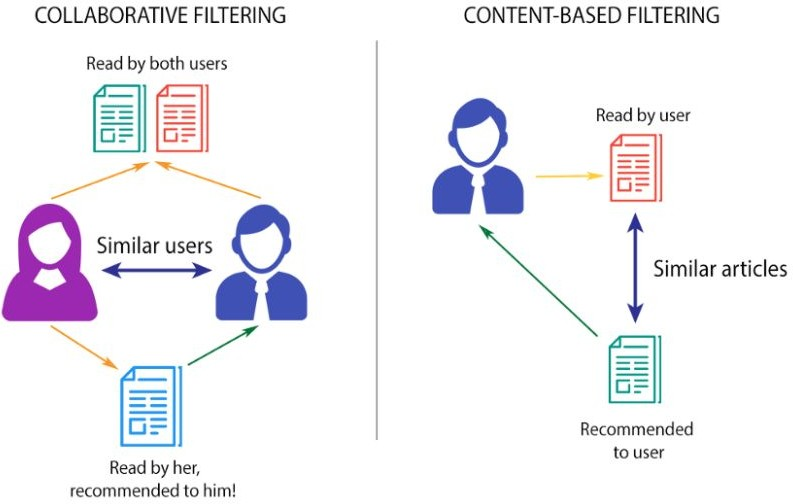 COLLABORATIVE FILTERING
Read by both users
Similar users
Read by her,
recommended to him!
CONTENT-BASED FILTERING
Read by user
Similar articles
Recommended
to user